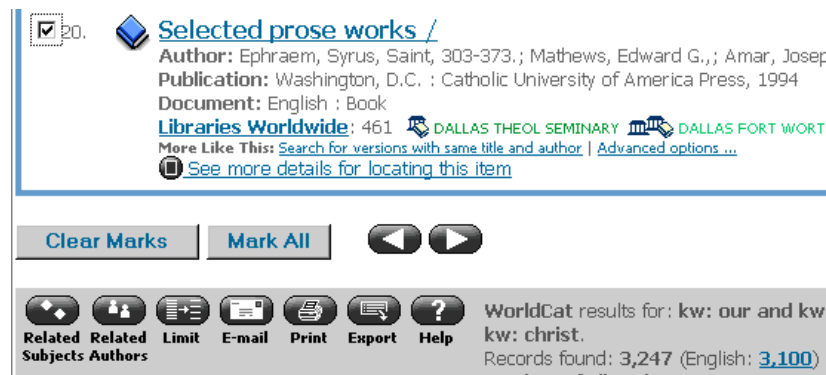 20. Selected prose works /
Author: Ephraem, Syrus, Saint, 303-373.; Mathews, Edward G.,; Amar, Josep
Publication: Washington, D.C. : Catholic University of America Press, 1994
Document: English : Book
Libraries Worldwide: 461 DALLAS THEOL SEMINARY DALLAS FORT WORT
More Like This: Search for versions with same title and author | Advanced options ...
See more details for locating this item
Clear Marks Mark All
Related Subjects Related Authors Limit E-mail Print Export Help
WorldCat results for: kw: our and kw
kw: christ.
Records found: 3,247 (English: 3,100)